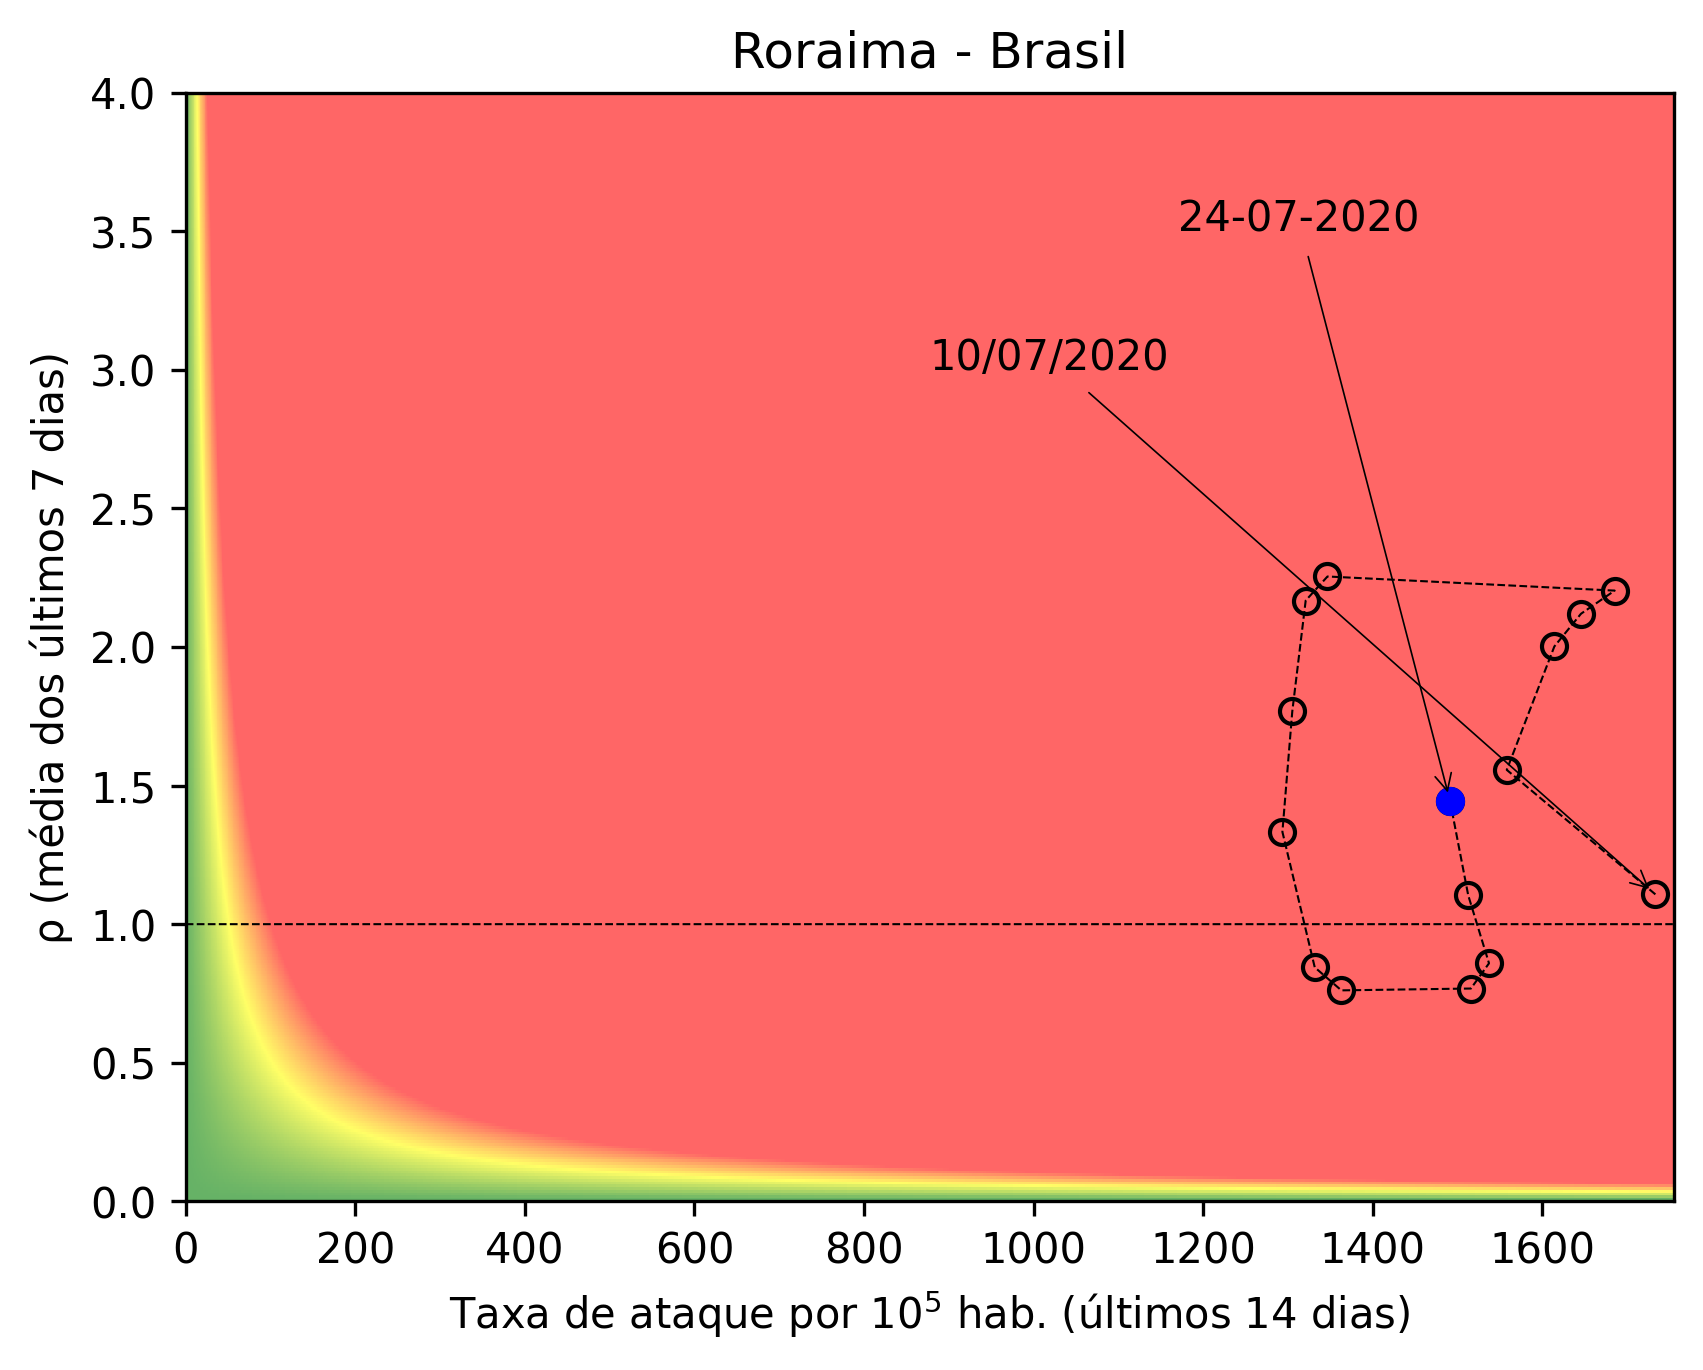 Roraima - Brasil
4.0
3.5
3.0
2.5
2.0
1.5
1.0
0.5
0.0
ρ (média dos últimos 7 dias)
24-07-2020
10/07/2020
0 200 400 600 800 1000 1200 1400 1600
Taxa de ataque por 10⁵ hab. (últimos 14 dias)